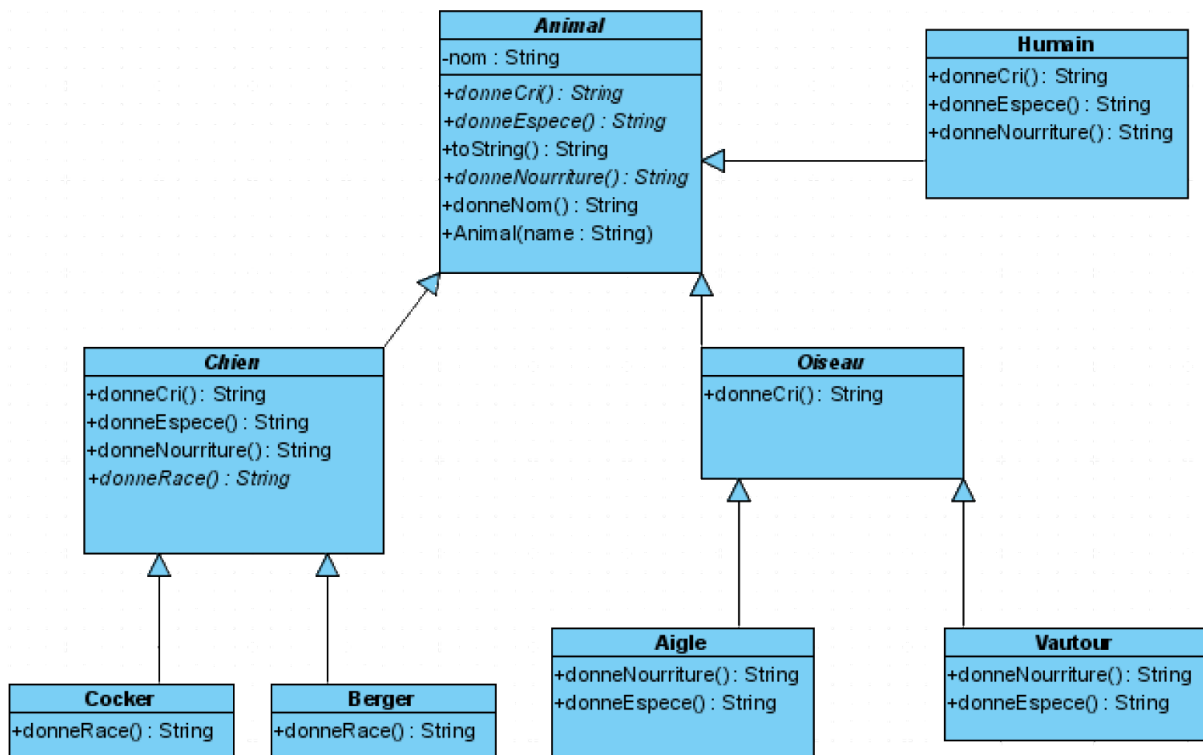 Animal
-nom : String
+donneCri() : String
+donneEspece() : String
+toString() : String
+donneNourriture() : String
+donneNom() : String
+Animal(name : String)
Humain
+donneCri() : String
+donneEspece() : String
+donneNourriture() : String
Chien
+donneCri() : String
+donneEspece() : String
+donneNourriture() : String
+donneRace() : String
Oiseau
+donneCri() : String
Cocker
+donneRace() : String
Berger
+donneRace() : String
Aigle
+donneNourriture() : String
+donneEspece() : String
Vautour
+donneNourriture() : String
+donneEspece() : String